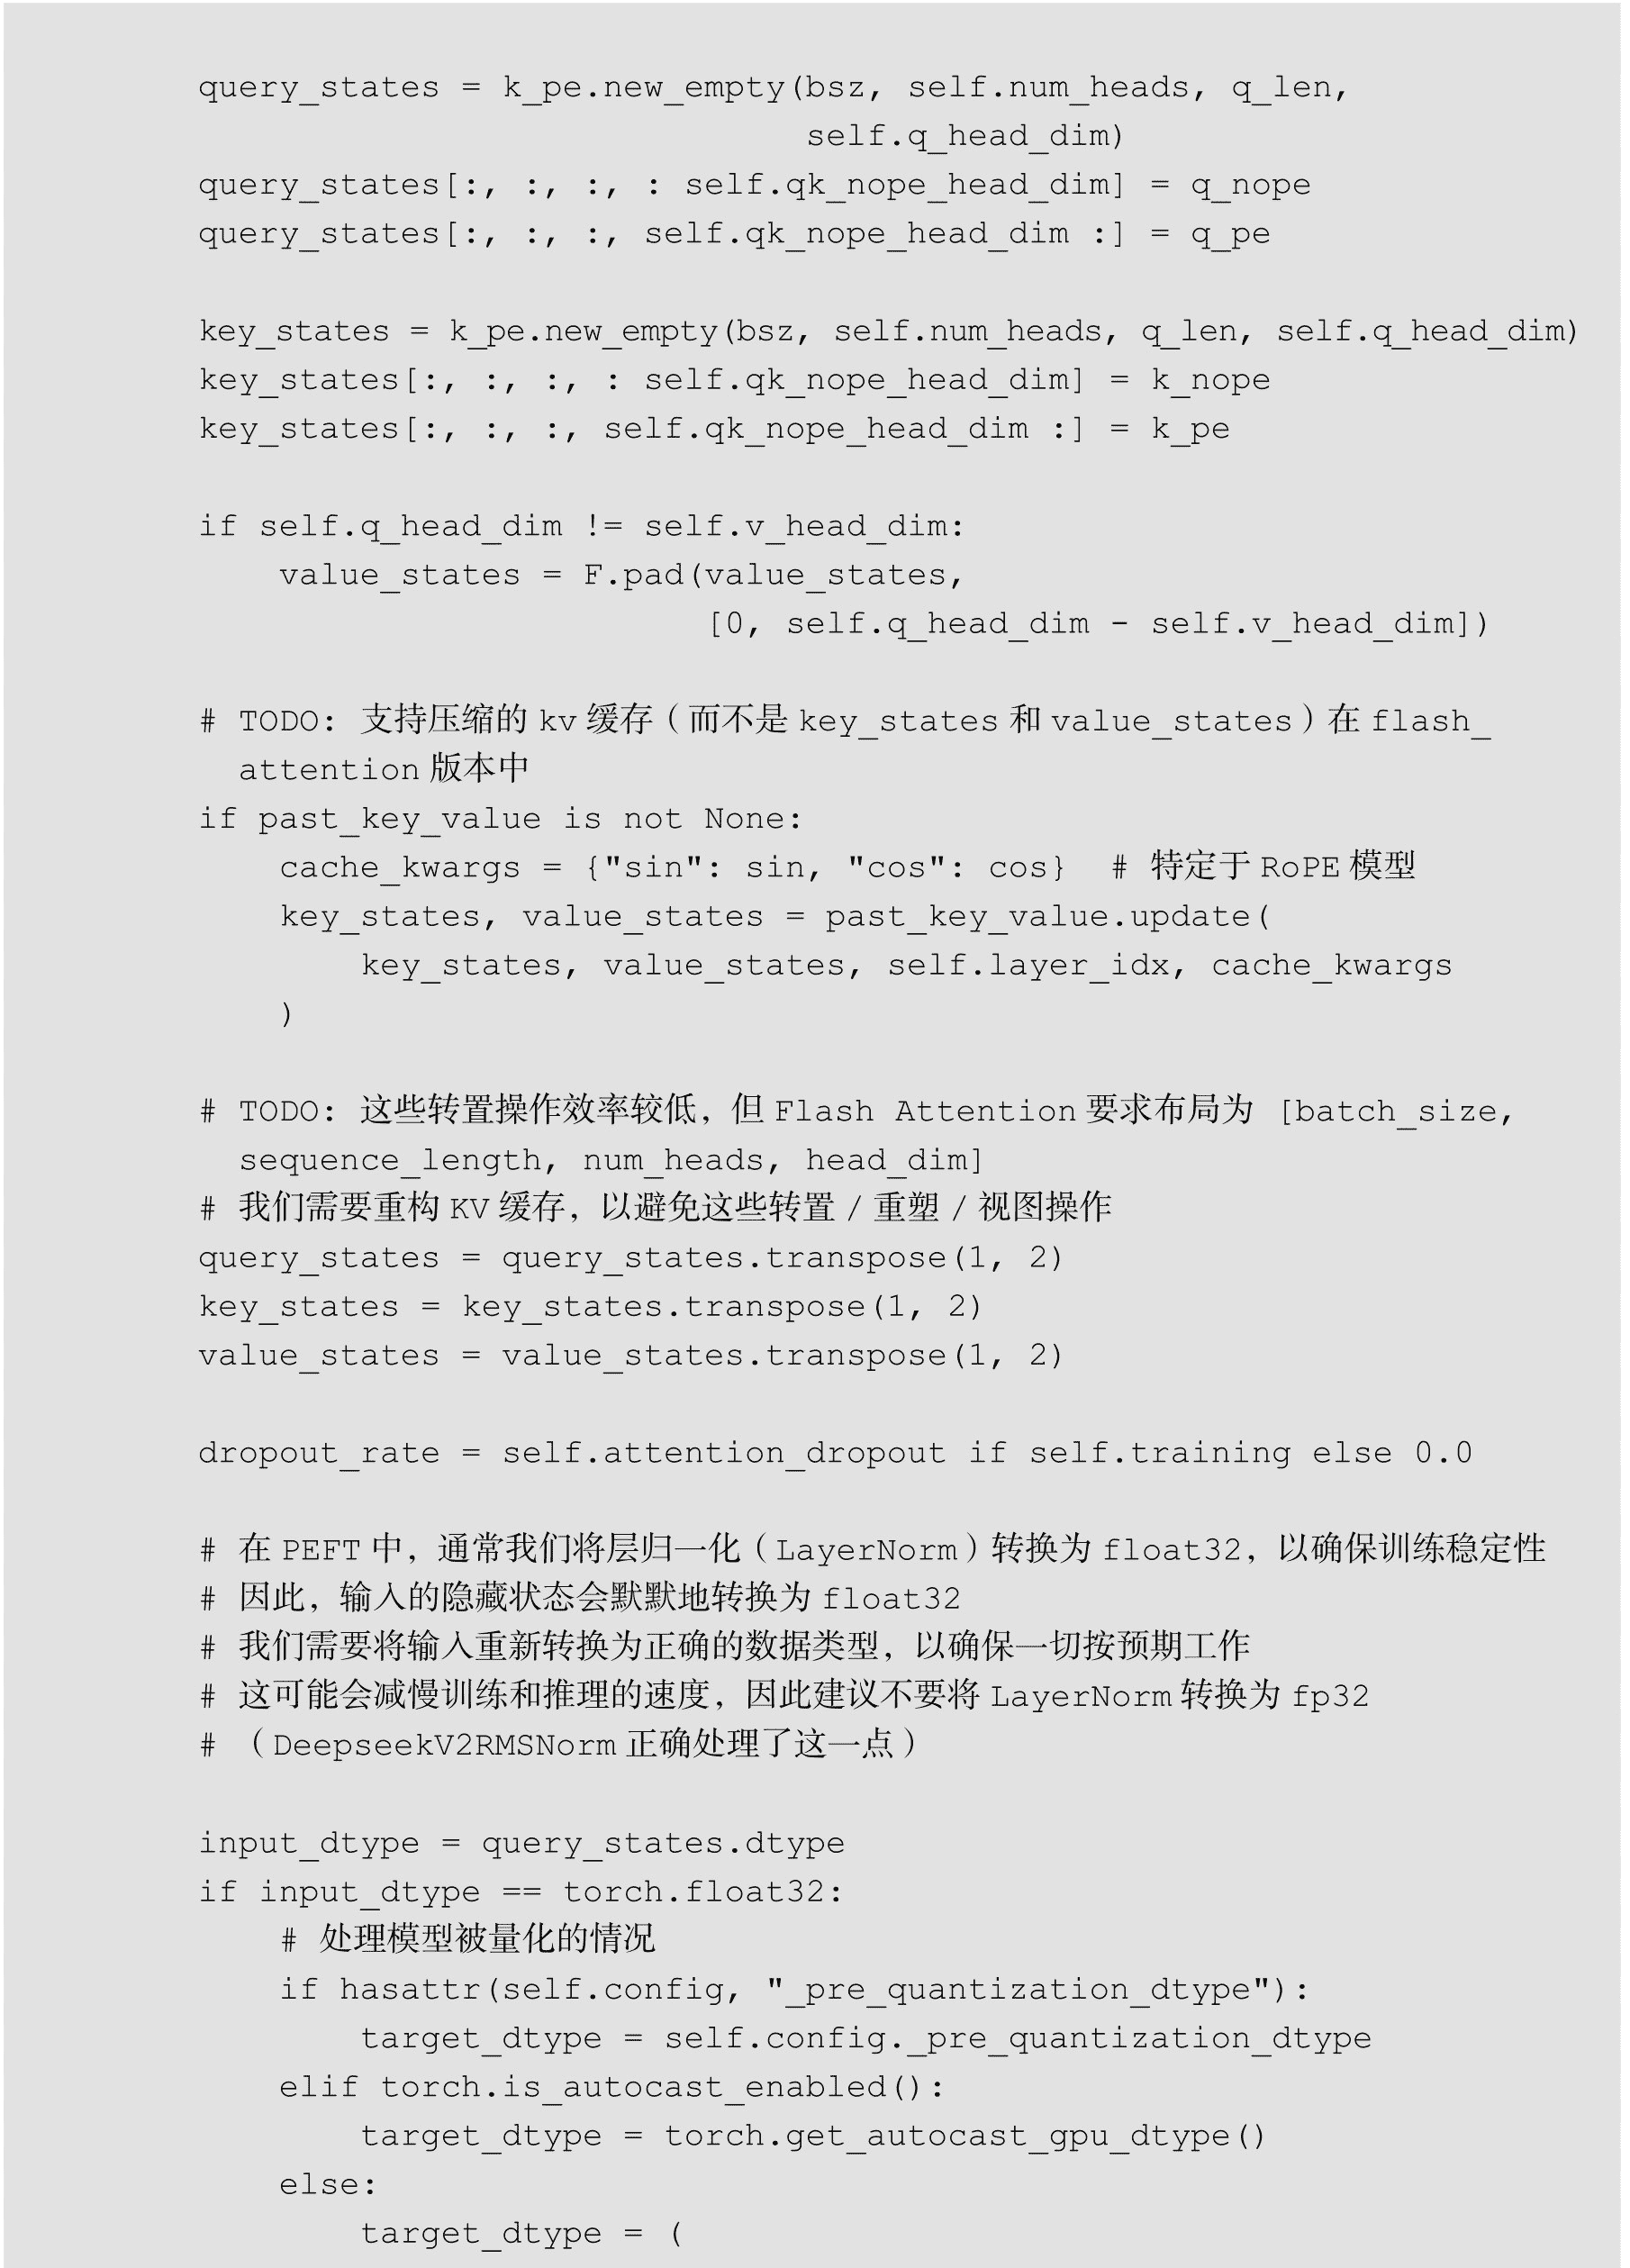 query_states = k_pe.new_empty(bsz, self.num_heads, q_len,
                              self.q_head_dim)
query_states[:, :, :, : self.qk_nope_head_dim] = q_nope
query_states[:, :, :, self.qk_nope_head_dim :] = q_pe

key_states = k_pe.new_empty(bsz, self.num_heads, q_len, self.q_head_dim)
key_states[:, :, :, : self.qk_nope_head_dim] = k_nope
key_states[:, :, :, self.qk_nope_head_dim :] = k_pe

if self.q_head_dim != self.v_head_dim:
    value_states = F.pad(value_states,
                         [0, self.q_head_dim - self.v_head_dim])

# TODO: 支持压缩的 kv 缓存（而不是 key_states 和 value_states）在 flash_
  attention 版本中
if past_key_value is not None:
    cache_kwargs = {"sin": sin, "cos": cos}  # 特定于 RoPE 模型
    key_states, value_states = past_key_value.update(
        key_states, value_states, self.layer_idx, cache_kwargs
    )

# TODO: 这些转置操作效率较低，但 Flash Attention 要求布局为 [batch_size,
  sequence_length, num_heads, head_dim]
# 我们需要重构 KV 缓存，以避免这些转置 / 重塑 / 视图操作
query_states = query_states.transpose(1, 2)
key_states = key_states.transpose(1, 2)
value_states = value_states.transpose(1, 2)

dropout_rate = self.attention_dropout if self.training else 0.0

# 在 PEFT 中，通常我们将层归一化（LayerNorm）转换为 float32，以确保训练稳定性
# 因此，输入的隐藏状态会默默地转换为 float32
# 我们需要将输入重新转换为正确的数据类型，以确保一切按预期工作
# 这可能会减慢训练和推理的速度，因此建议不要将 LayerNorm 转换为 fp32
# （DeepseekV2RMSNorm 正确处理了这一点）

input_dtype = query_states.dtype
if input_dtype == torch.float32:
    # 处理模型被量化的情况
    if hasattr(self.config, "_pre_quantization_dtype"):
        target_dtype = self.config._pre_quantization_dtype
    elif torch.is_autocast_enabled():
        target_dtype = torch.get_autocast_gpu_dtype()
    else:
        target_dtype = (